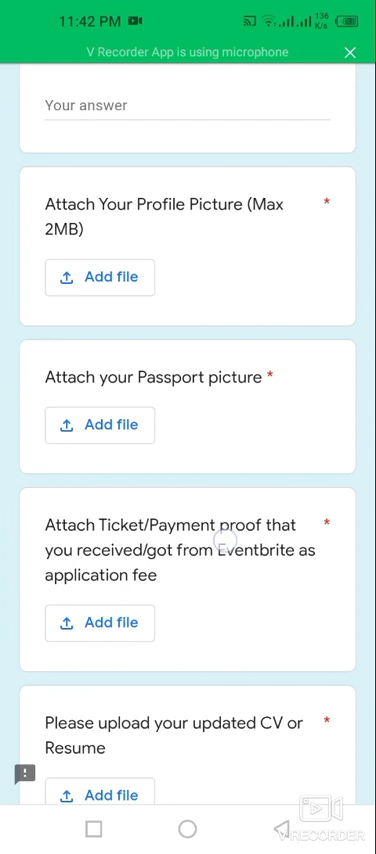 11:42 PM
136
K/s
V Recorder App is using microphone
Your answer
Attach Your Profile Picture (Max *
2MB)
Add file
Attach your Passport picture *
Add file
Attach Ticket/Payment proof that *
you received/got from Eventbrite as
application fee
Add file
Please upload your updated CV or *
Resume
Add file
V RECORDER